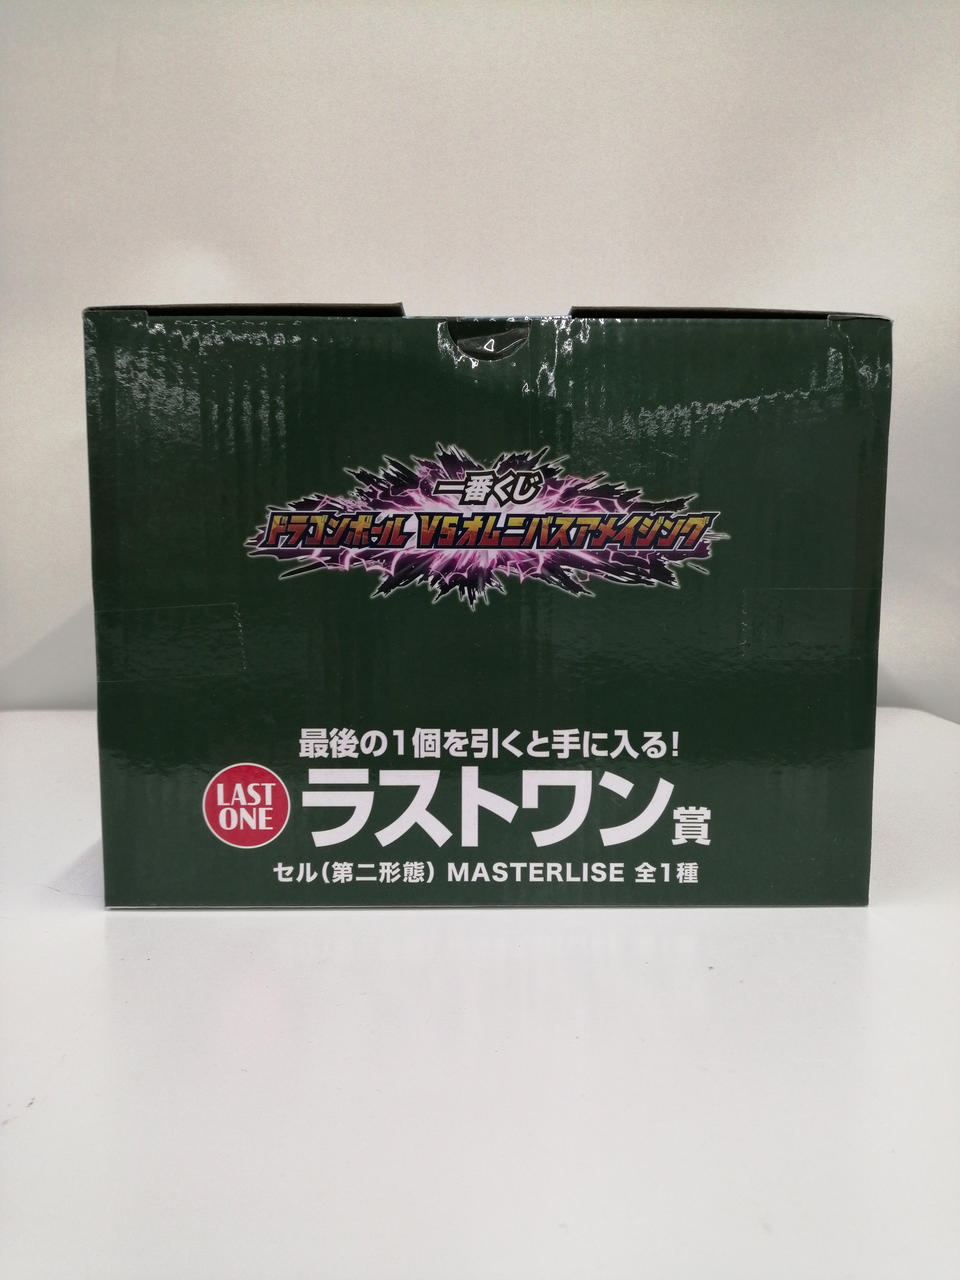 一番くじ
ドラゴンボール VSオムニバスアメイジング
最後の1個を引くと手に入る!
LAST
ONE
ラストワン賞
セル(第二形態) MASTERLISE 全1種